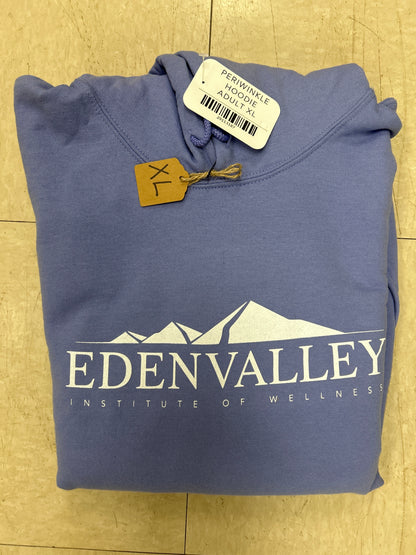 PERIWINKLE
HOODIE
ADULT XL
XL
EDENVALLEY
INSTITUTE OF WELLNESS